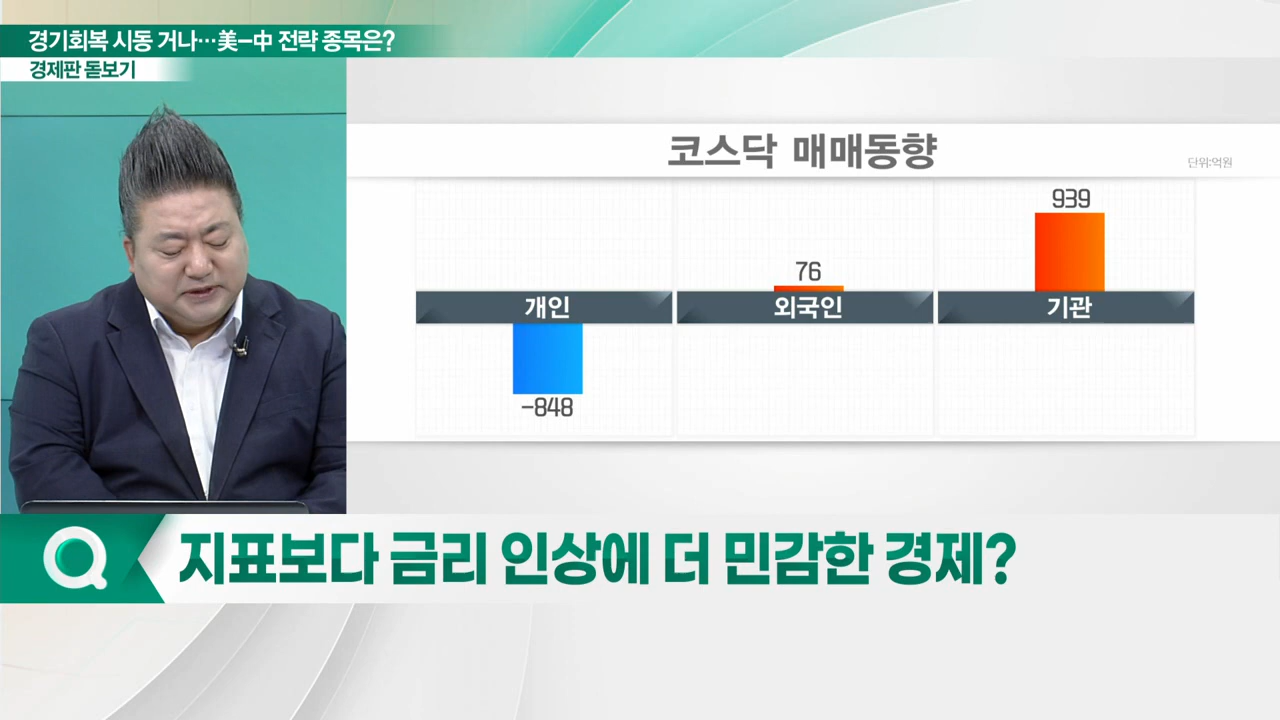 경기회복 시동 거나…美-中 전략 종목은?
경제판 돋보기
코스닥 매매동향
단위:억원
939
76
개인
외국인
기관
-848
지표보다 금리 인상에 더 민감한 경제?